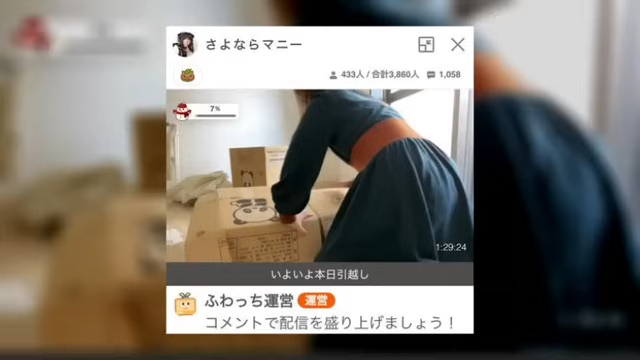 さよならマニー
433人 / 合計3,860人 1,058
7%
1:29:24
いよいよ本日引越し
ふわっち運営 運営
コメントで配信を盛り上げましょう！